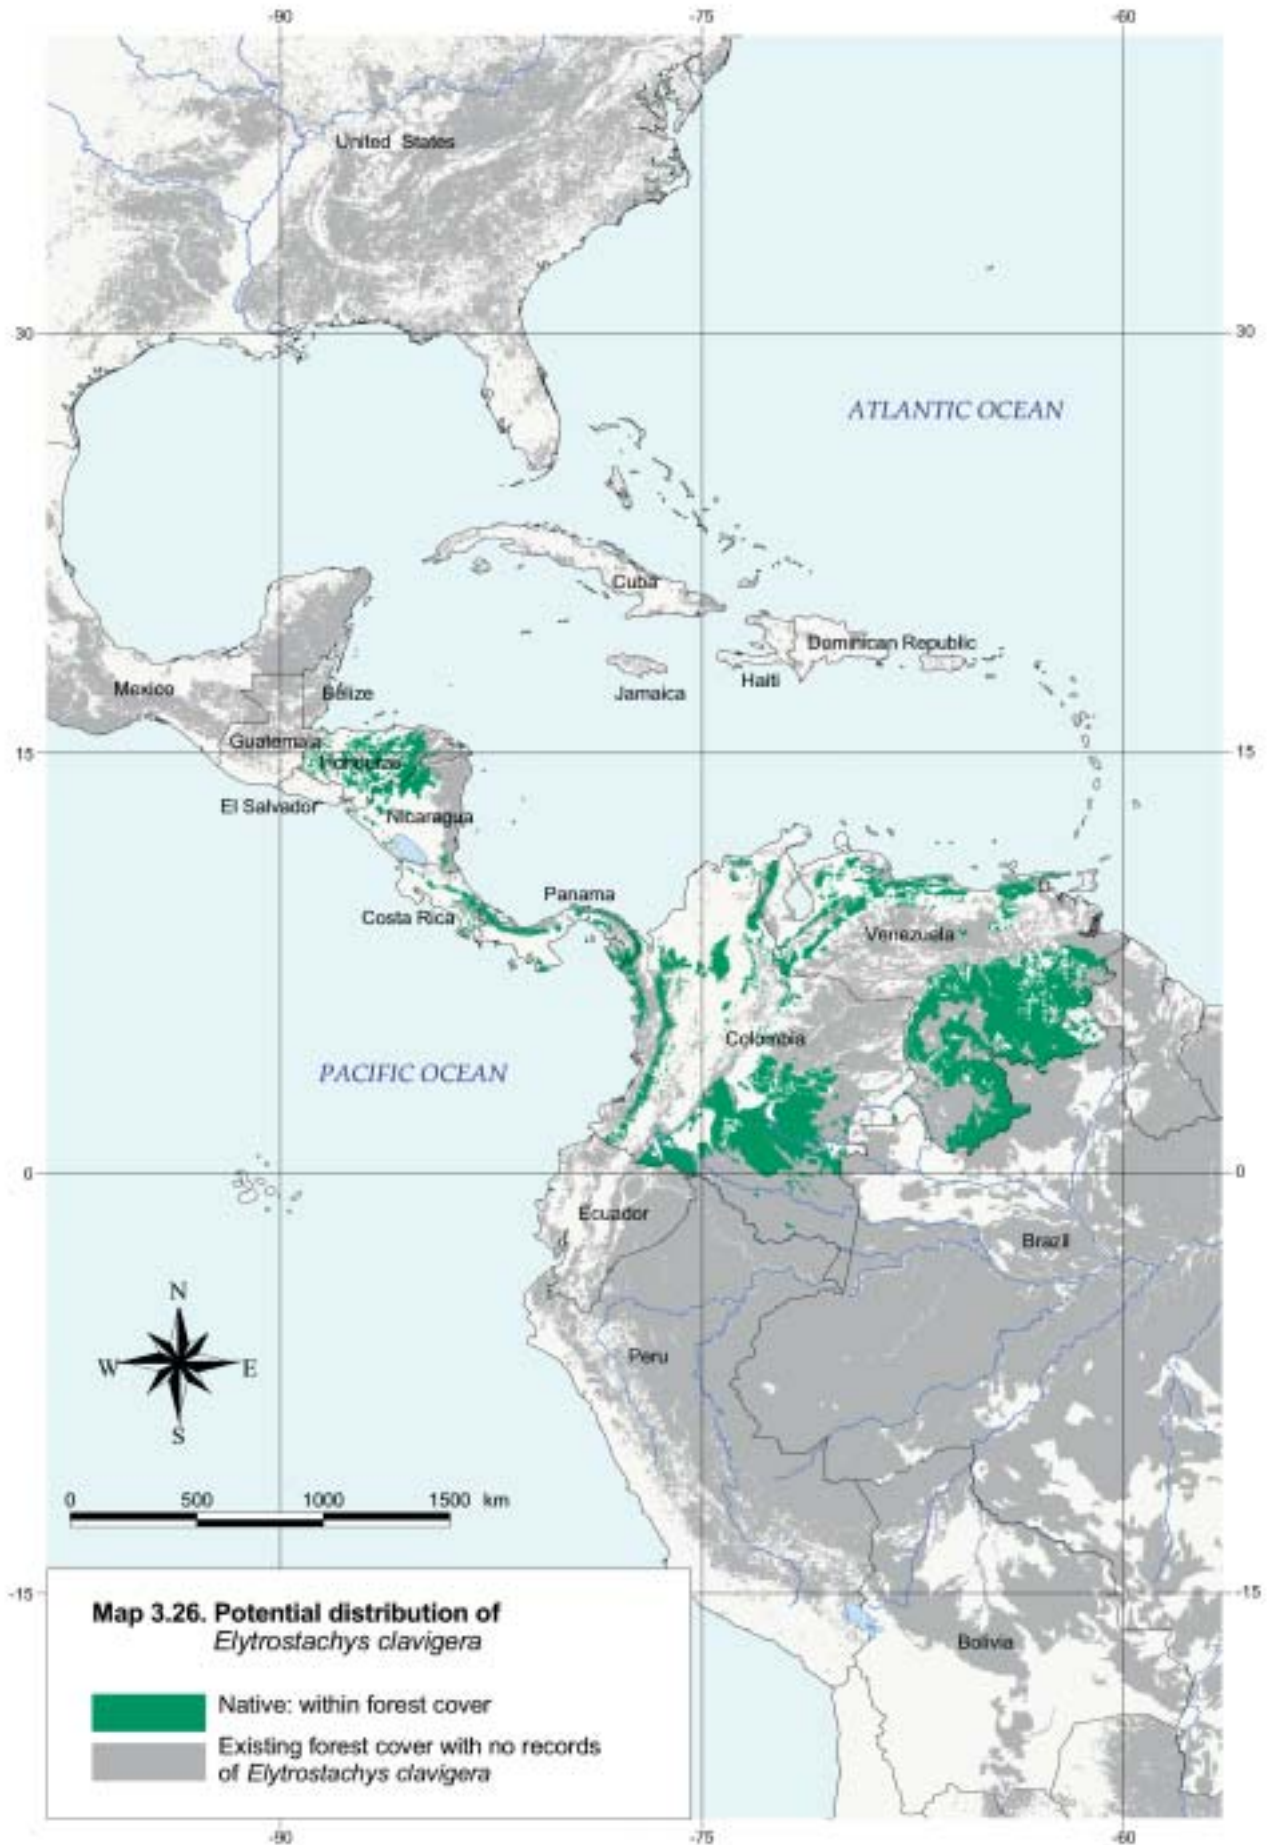 -90 -75 -60
United States
30 30
ATLANTIC OCEAN
Cuba
Dominican Republic
Mexico Belize Jamaica Haiti
Guatemala
15 Honduras 15
El Salvador Nicaragua
Panama
Costa Rica
Venezuela
Colombia
PACIFIC OCEAN
0 0
Ecuador
Brazil
N
W E
S
Peru
0 500 1000 1500 km
-15 -15
Map 3.26. Potential distribution of
Elytrostachys clavigera
Bolivia
Native: within forest cover
Existing forest cover with no records
of Elytrostachys clavigera
-90 -75 -60